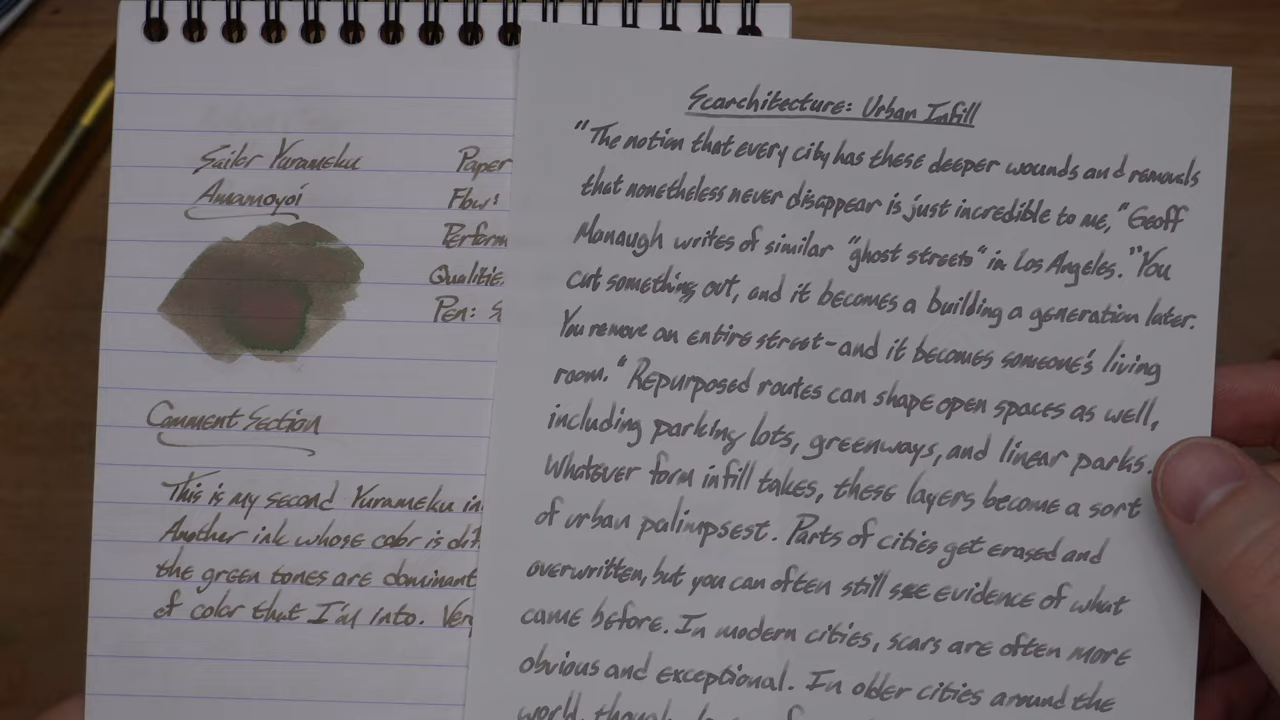 Sailor Yurameku
Amamoyoi
Paper
Flow:
Perform
Qualitie
Pen: S
Comment Section
This is my second Yurameku in
Another ink whose color is
the green tones are dominant
of color that I'm into. Very
Scarchitecture: Urban Infill
"The notion that every city has these deeper wounds and removals
that nonetheless never disappear is just incredible to me," Geoff
Manaugh writes of similar "ghost streets" in Los Angeles. "You
cut something out, and it becomes a building a generation later.
You remove an entire street - and it becomes someone's living
room." Repurposed routes can shape open spaces as well,
including parking lots, greenways, and linear parks.
Whatever form infill takes, these layers become a sort
of urban palimpsest. Parts of cities get erased and
overwritten, but you can often still see evidence of what
came before. In modern cities, scars are often more
obvious and exceptional. In older cities around the
world, though,